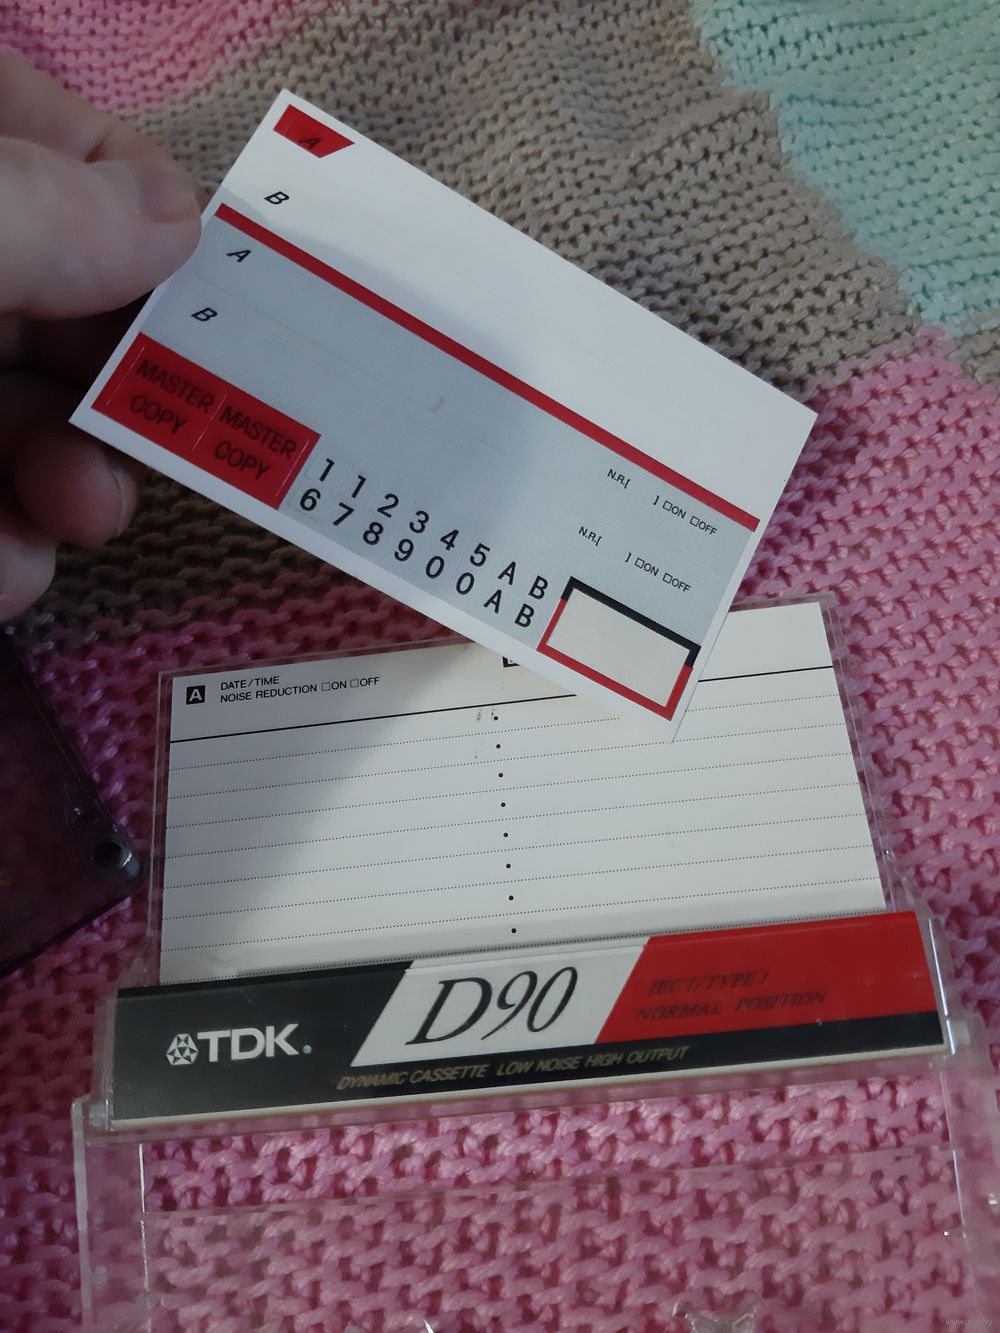 A
B
A
B
MASTER COPY
MASTER COPY
1 1 2 3 4 5 A B
6 7 8 9 0 0 A B
N.R.[ ] □ON □OFF
N.R.[ ] □ON □OFF
A DATE/TIME
NOISE REDUCTION □ON □OFF
TDK®
D90
IEC I/TYPE I
NORMAL POSITION
DYNAMIC CASSETTE LOW NOISE HIGH OUTPUT